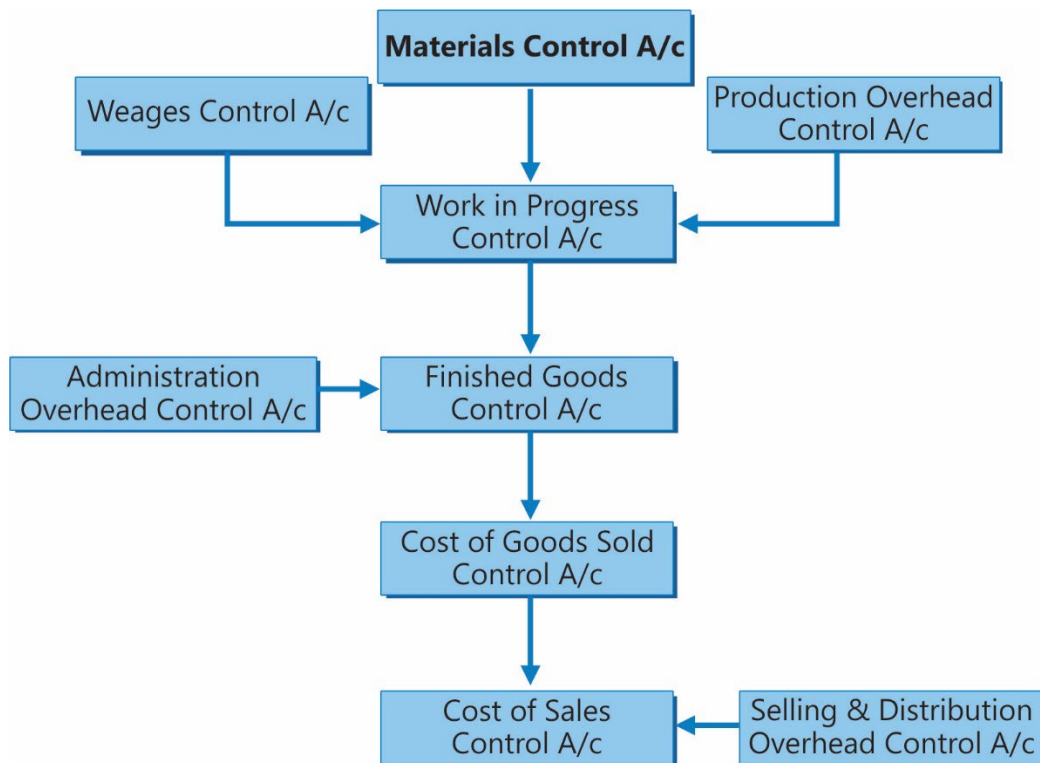 Materials Control A/c
Weages Control A/c
Production Overhead
Control A/c
Work in Progress
Control A/c
Administration
Overhead Control A/c
Finished Goods
Control A/c
Cost of Goods Sold
Control A/c
Cost of Sales
Control A/c
Selling & Distribution
Overhead Control A/c